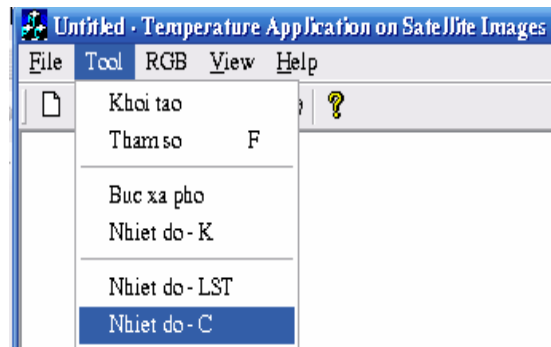 Untitled - Temperature Application on Satellite Images
File Tool RGB View Help
Khoi tao
Tham so F
Buc xa pho
Nhiet do - K
Nhiet do - LST
Nhiet do - C